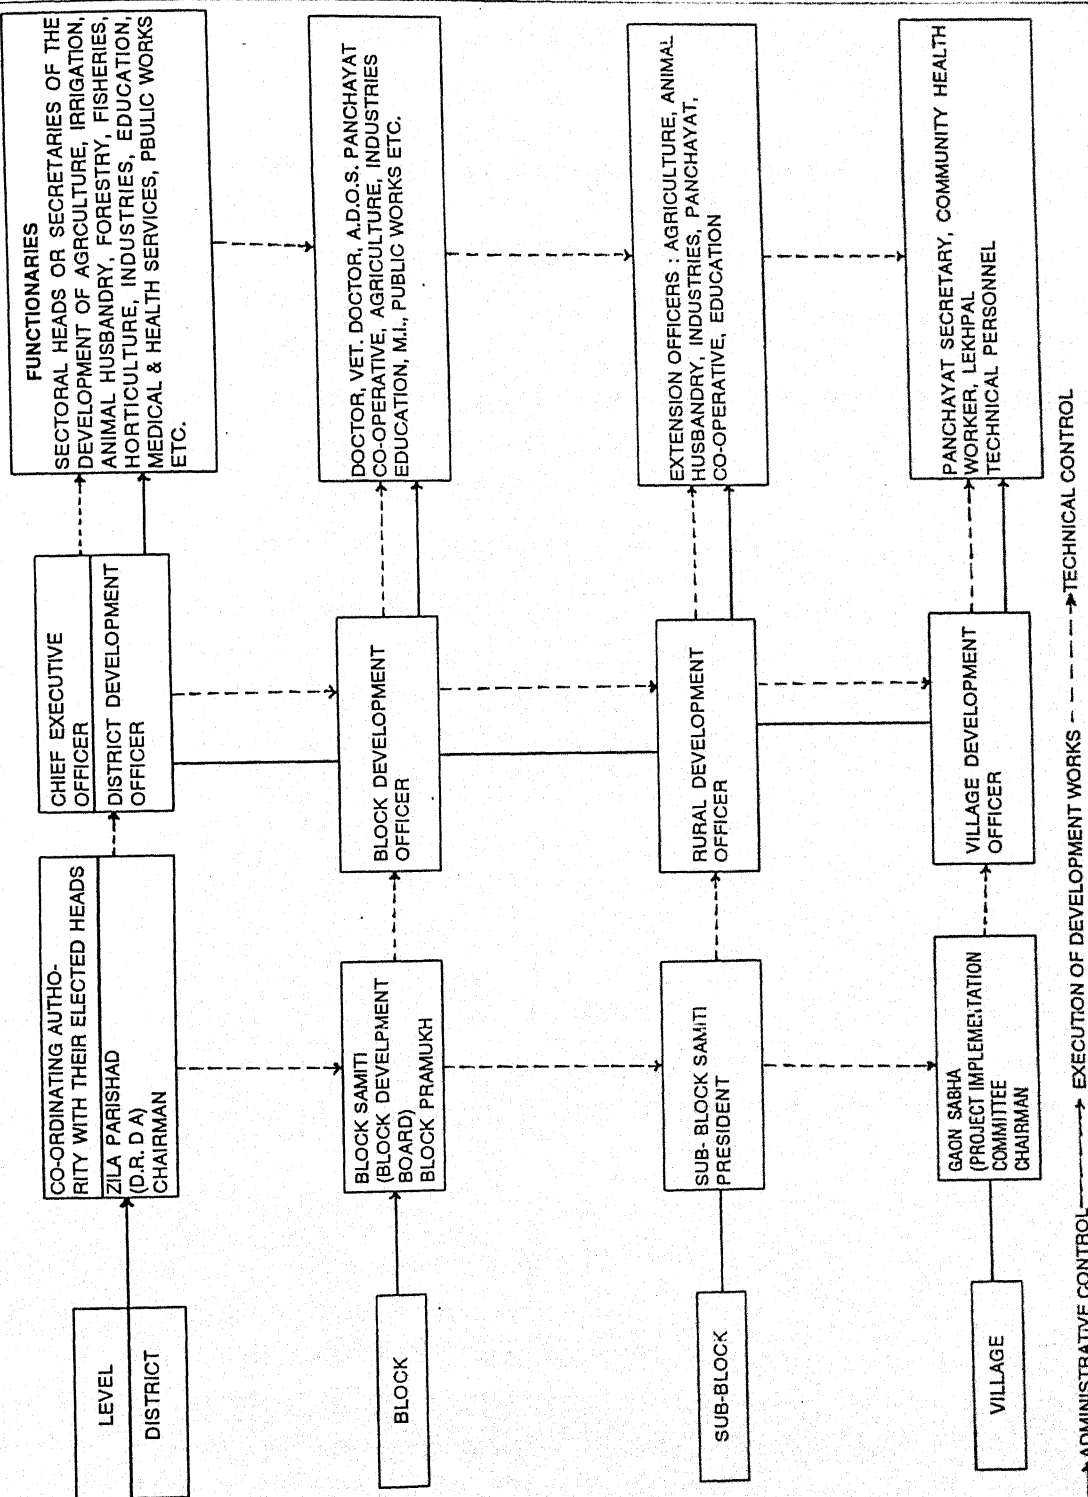 LEVEL
DISTRICT
CO-ORDINATING AUTHO-
RITY WITH THEIR ELECTED HEADS
ZILA PARISHAD
(D.R. D A)
CHAIRMAN
CHIEF EXECUTIVE
OFFICER
DISTRICT DEVELOPMENT
OFFICER
FUNCTIONARIES
SECTORAL HEADS OR SECRETARIES OF THE
DEVELOPMENT OF AGRCULTURE, IRRIGATION,
ANIMAL HUSBANDRY, FORESTRY, FISHERIES,
HORTICULTURE, INDUSTRIES, EDUCATION,
MEDICAL & HEALTH SERVICES, PBULIC WORKS
ETC.
BLOCK
BLOCK SAMITI
(BLOCK DEVELPMENT
BOARD)
BLOCK PRAMUKH
BLOCK DEVELOPMENT
OFFICER
DOCTOR, VET. DOCTOR, A.D.O.S. PANCHAYAT
CO-OPERATIVE, AGRICULTURE, INDUSTRIES
EDUCATION, M.I., PUBLIC WORKS ETC.
SUB-BLOCK
SUB- BLOCK SAMITI
PRESIDENT
RURAL DEVELOPMENT
OFFICER
EXTENSION OFFICERS : AGRICULTURE, ANIMAL
HUSBANDRY, INDUSTRIES, PANCHAYAT,
CO-OPERATIVE, EDUCATION
VILLAGE
GAON SABHA
(PROJECT IMPLEMENTATION
COMMITTEE
CHAIRMAN
VILLAGE DEVELOPMENT
OFFICER
PANCHAYAT SECRETARY, COMMUNITY HEALTH
WORKER, LEKHPAL
TECHNICAL PERSONNEL
ADMINISTRATIVE CONTROL EXECUTION OF DEVELOPMENT WORKS TECHNICAL CONTROL